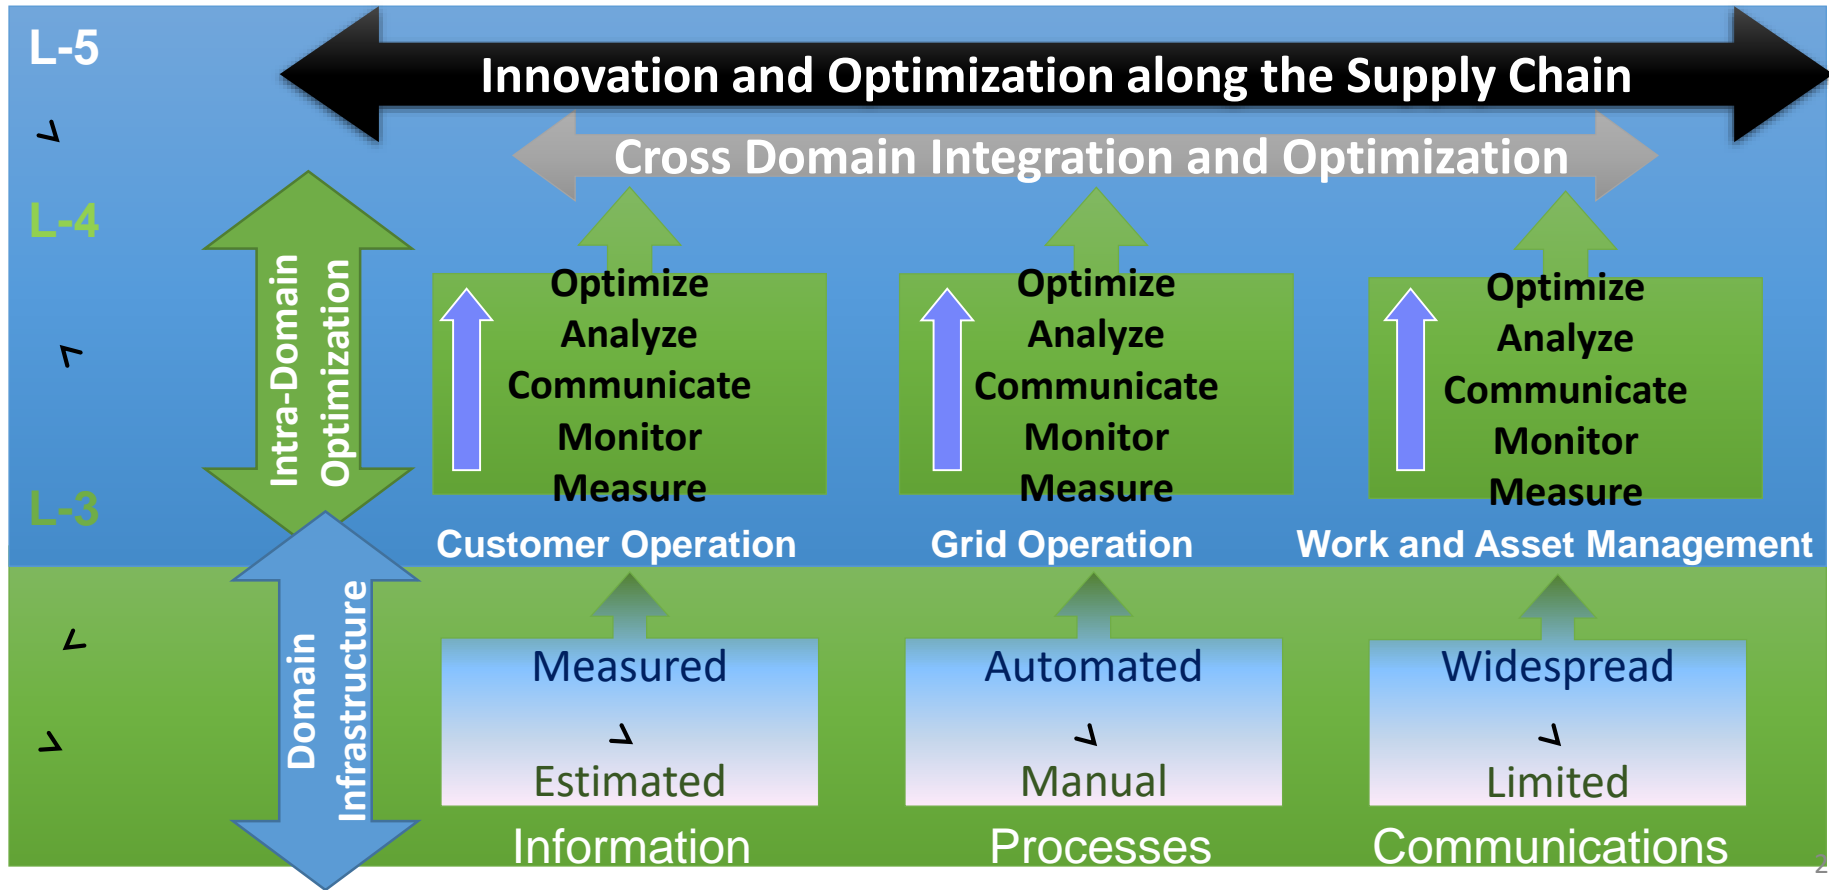 L-5
Innovation and Optimization along the Supply Chain
Cross Domain Integration and Optimization
L-4
Intra-Domain
Optimization
Optimize
Analyze
Communicate
Monitor
Measure
Optimize
Analyze
Communicate
Monitor
Measure
Optimize
Analyze
Communicate
Monitor
Measure
L-3
Customer Operation
Grid Operation
Work and Asset Management
Domain
Infrastructure
Measured
Estimated
Automated
Manual
Widespread
Limited
Information
Processes
Communications
2